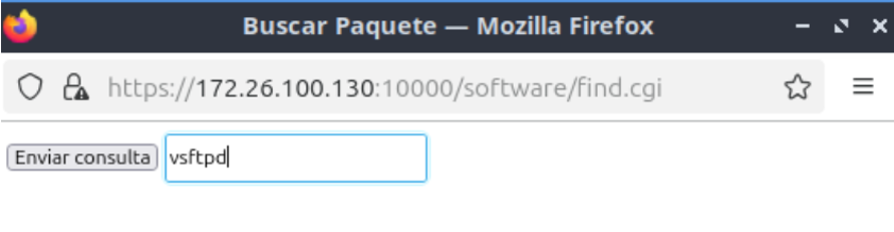 Buscar Paquete — Mozilla Firefox
https://172.26.100.130:10000/software/find.cgi
Enviar consulta vsftpd